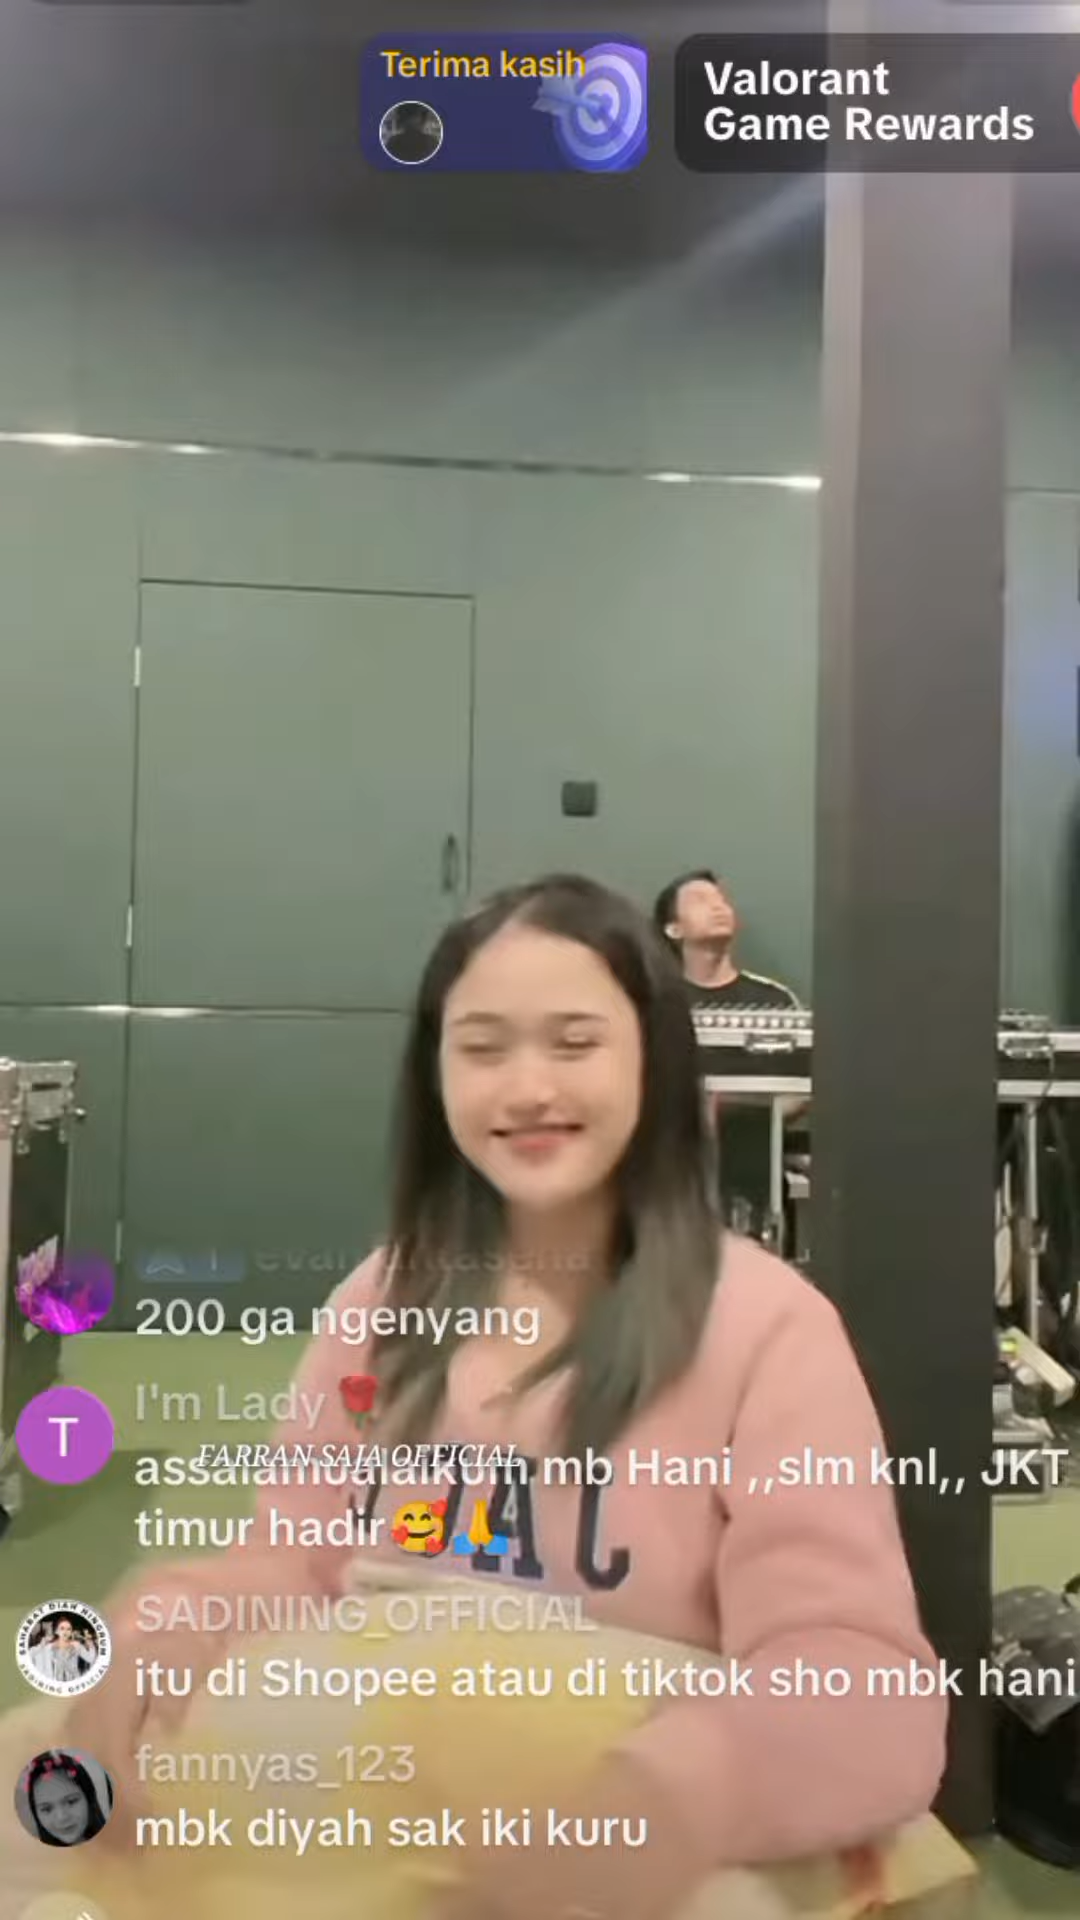 Terima kasih
Valorant
Game Rewards
200 ga ngenyang
I'm Lady🌹
T
FARRAN SAJA OFFICIAL
assalamualaikum mb Hani ,,slm knl,, JKT
timur hadir🥰🙏
SADINING_OFFICIAL
itu di Shopee atau di tiktok sho mbk hani
fannyas_123
mbk diyah sak iki kuru